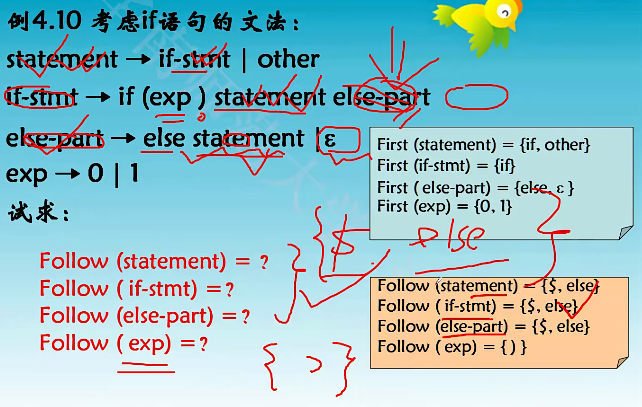 例4.10 考虑if语句的文法：
statement → if-stmt | other
if-stmt → if (exp ) statement else-part
else-part → else statement | ε
exp → 0 | 1
试求：
Follow (statement) = ?
Follow ( if-stmt) =?
Follow (else-part) = ?
Follow ( exp) =?
First (statement) = {if, other}
First (if-stmt) = {if}
First ( else-part) = {else, ε }
First (exp) = {0, 1}
{ $ else }
Follow (statement) = {$, else}
Follow ( if-stmt) = {$, else}
Follow (else-part) = {$, else}
Follow ( exp) = { ) }
{ ) }